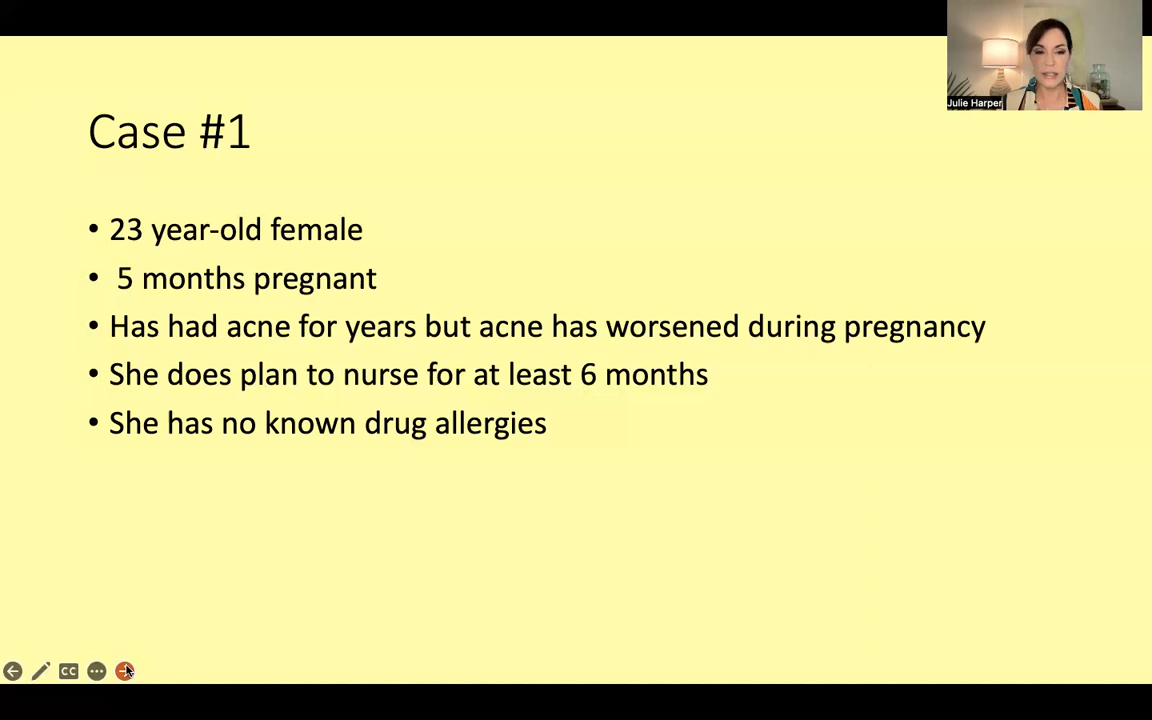 Julie Harper
Case #1
• 23 year-old female
• 5 months pregnant
• Has had acne for years but acne has worsened during pregnancy
• She does plan to nurse for at least 6 months
• She has no known drug allergies
CC